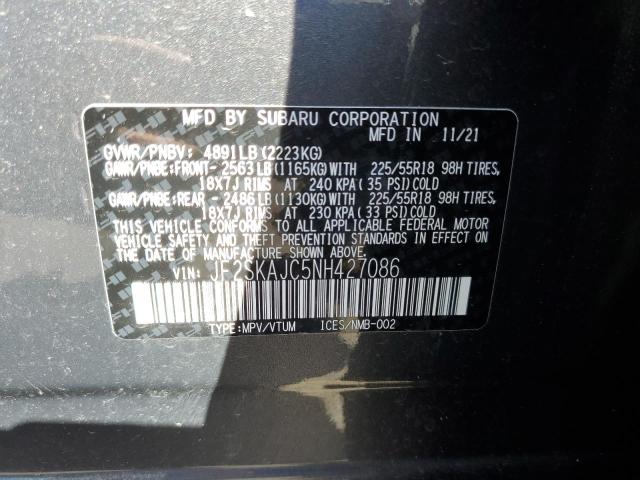 MFD BY SUBARU CORPORATION
MFD IN 11/21
GVWR/PNBV: 4891LB(2223KG)
GAWR/PNBE:FRONT-2563LB(1165KG)WITH 225/55R18 98H TIRES,
18X7J RIMS AT 240 KPA(35 PSI)COLD
GAWR/PNBE:REAR -2486LB(1130KG)WITH 225/55R18 98H TIRES,
18X7J RIMS AT 230 KPA(33 PSI)COLD
THIS VEHICLE CONFORMS TO ALL APPLICABLE FEDERAL MOTOR
VEHICLE SAFETY AND THEFT PREVENTION STANDARDS IN EFFECT ON
THE DATE OF MANUFACTURE SHOWN ABOVE.
VIN: JF2SKAJC5NH427086
TYPE:MPV/VTUM ICES/NMB-002